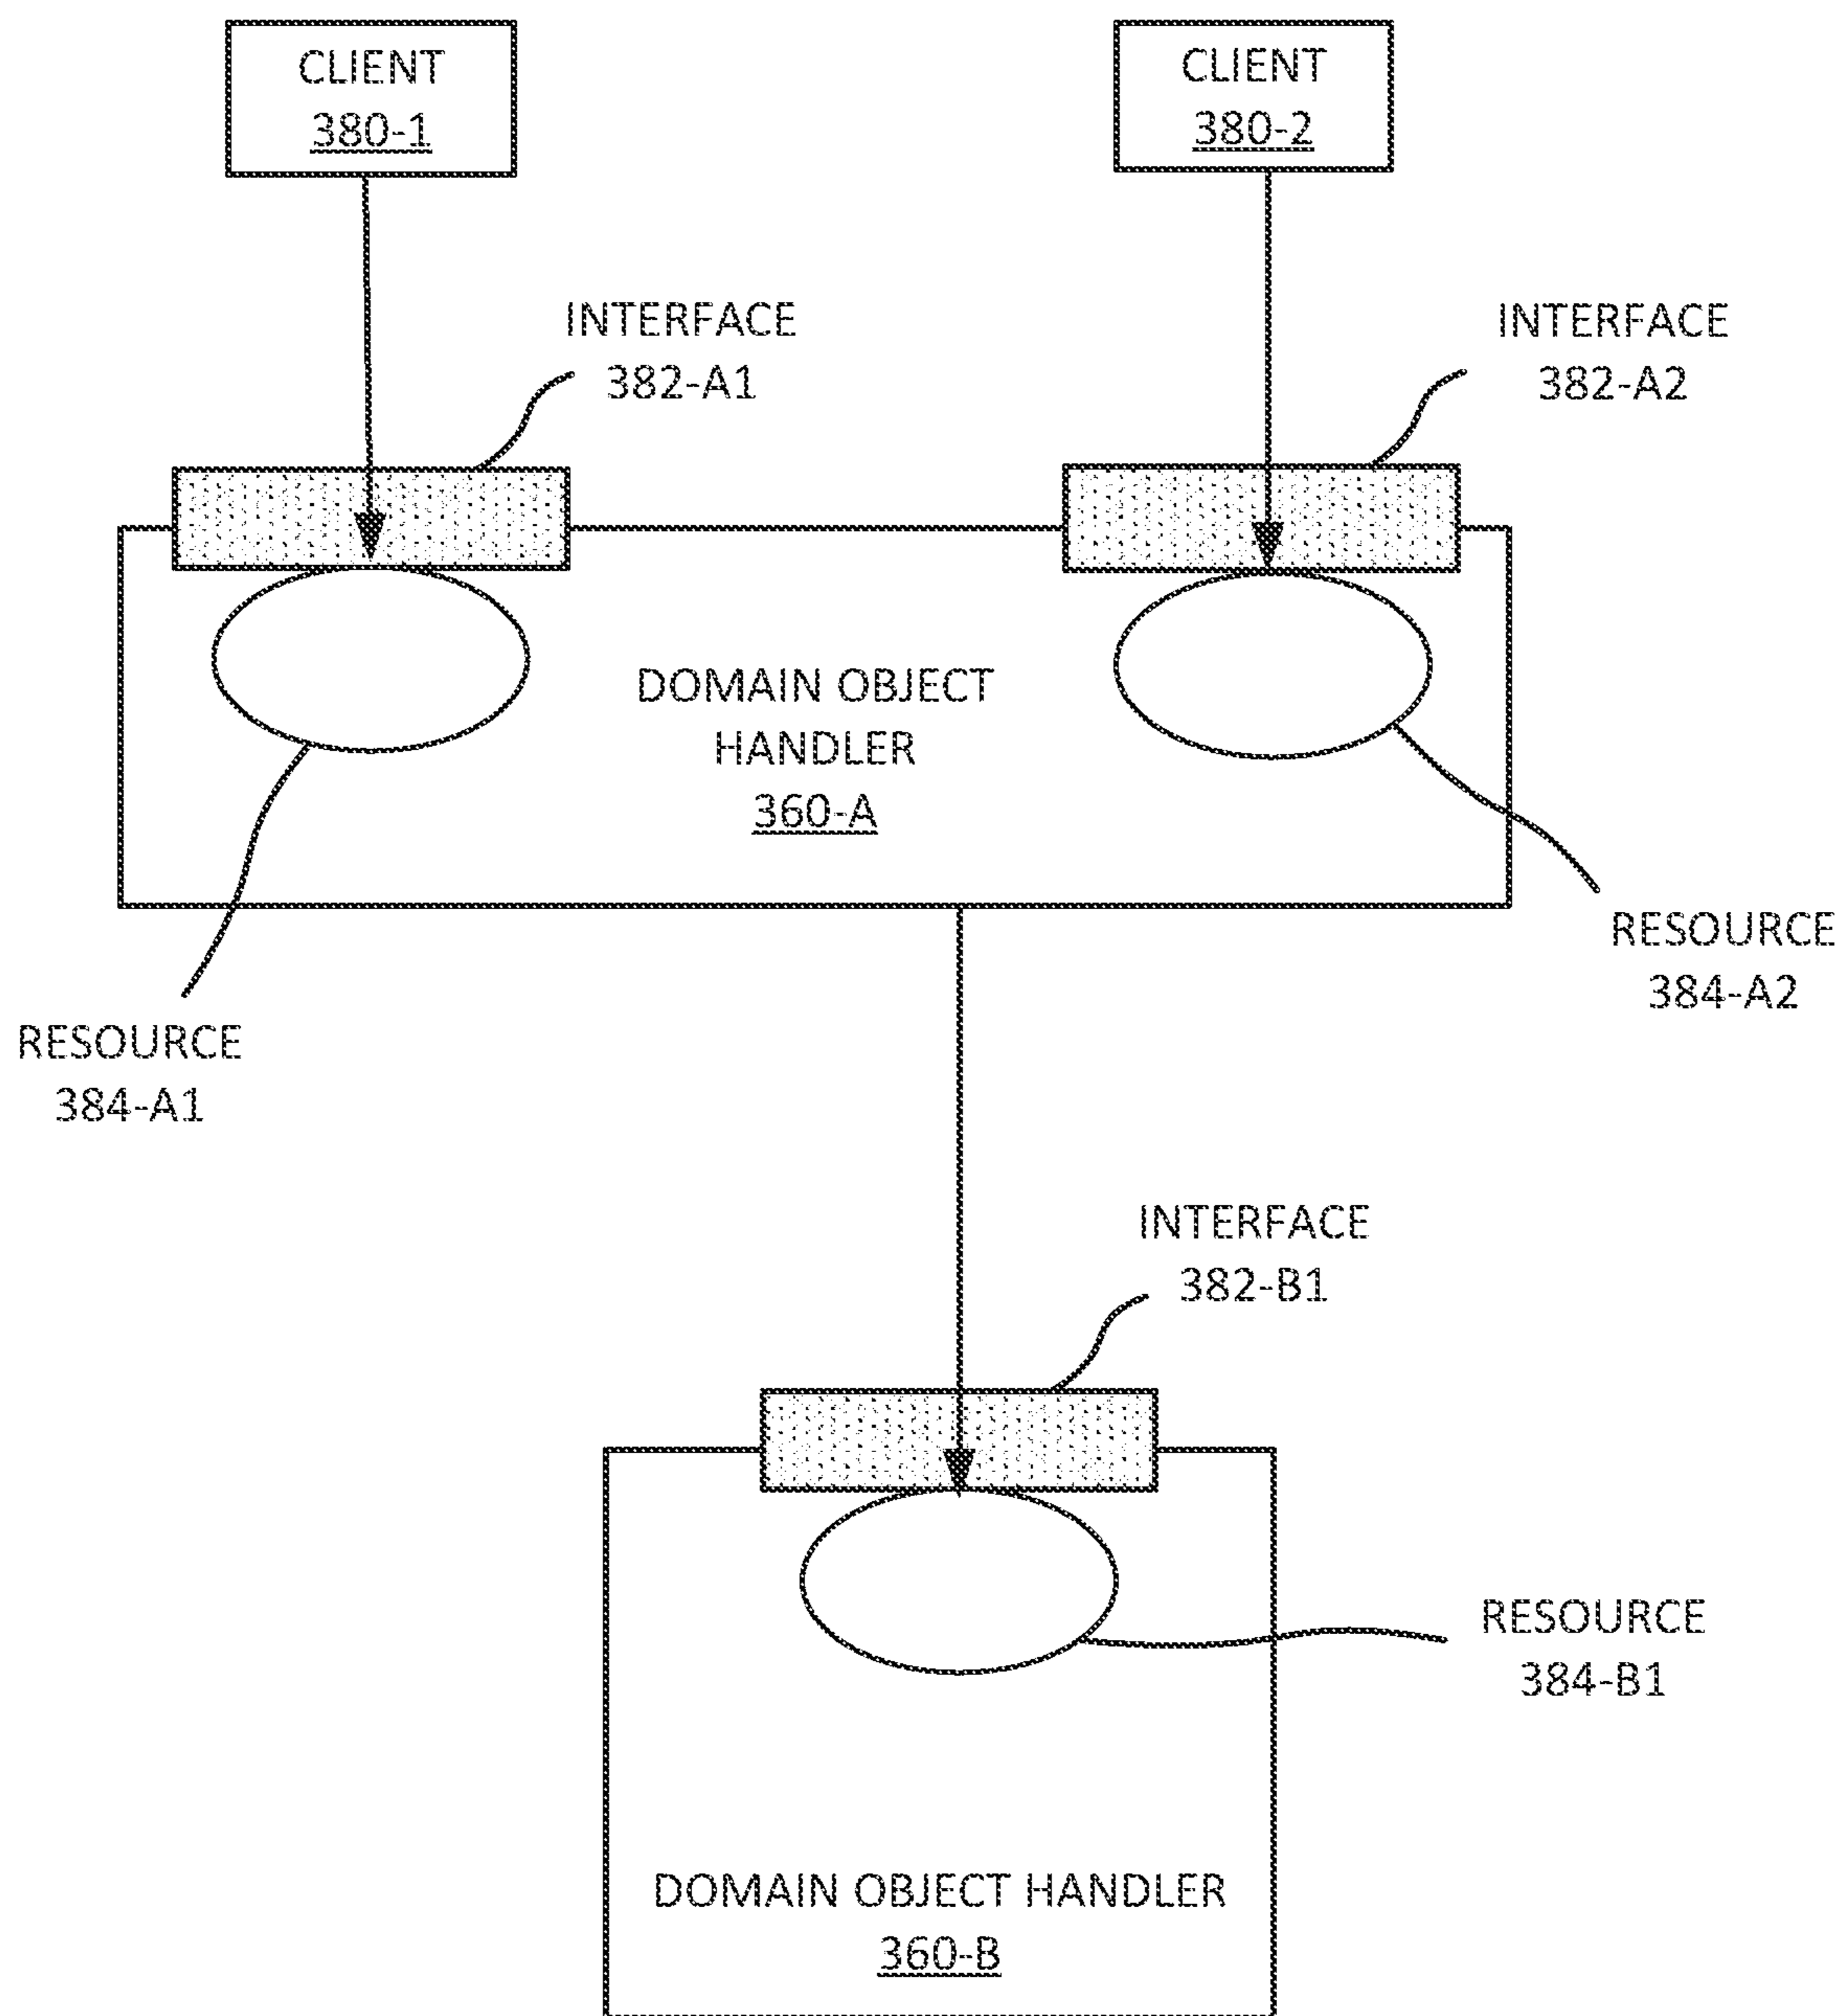 CLIENT
380-1
CLIENT
380-2
INTERFACE
382-A1
INTERFACE
382-A2
DOMAIN OBJECT
HANDLER
360-A
RESOURCE
384-A2
RESOURCE
384-A1
INTERFACE
382-B1
RESOURCE
384-B1
DOMAIN OBJECT HANDLER
360-B